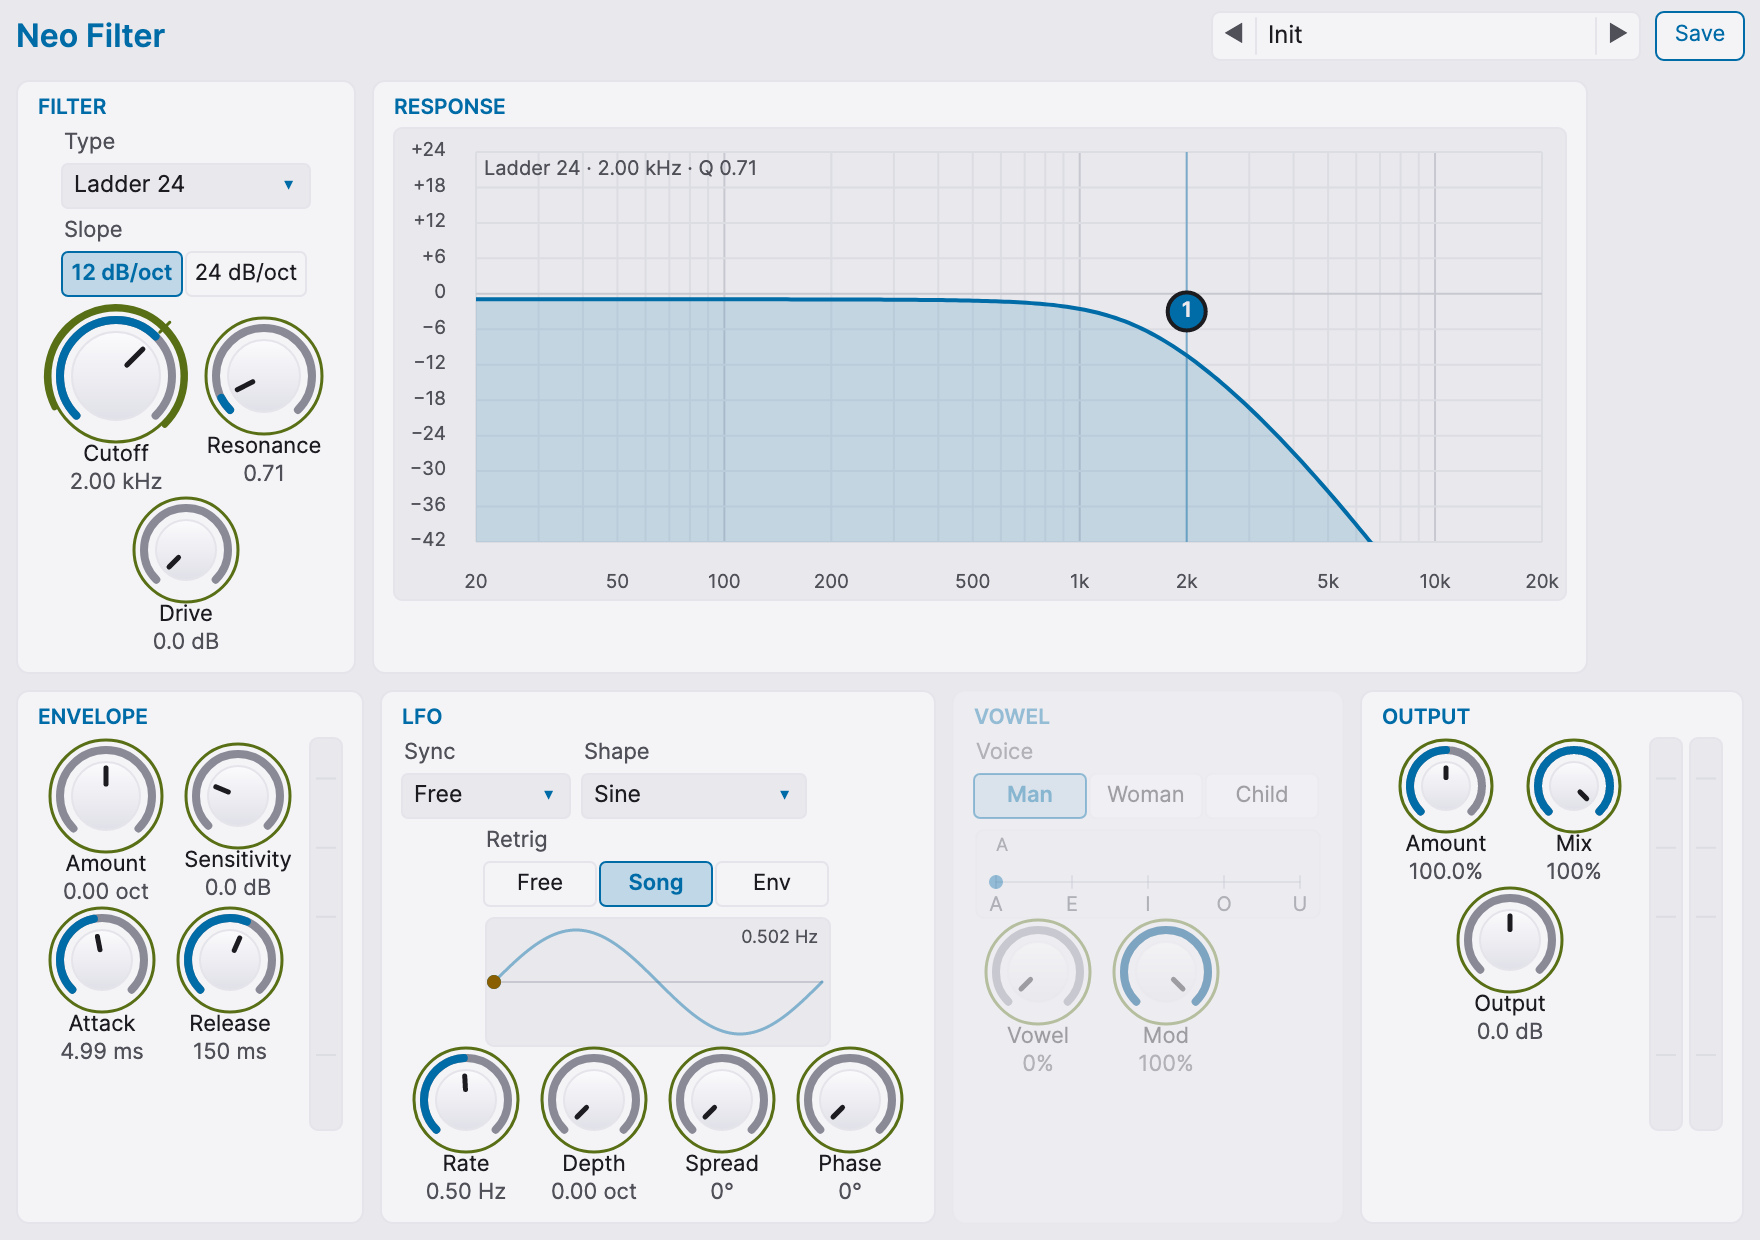 Neo Filter
◀ Init ▶ Save
FILTER
Type
Ladder 24 ▼
Slope
12 dB/oct 24 dB/oct
Cutoff
2.00 kHz
Resonance
0.71
Drive
0.0 dB
RESPONSE
Ladder 24 · 2.00 kHz · Q 0.71
+24
+18
+12
+6
0
−6
−12
−18
−24
−30
−36
−42
1
20 50 100 200 500 1k 2k 5k 10k 20k
ENVELOPE
Amount
0.00 oct
Sensitivity
0.0 dB
Attack
4.99 ms
Release
150 ms
LFO
Sync Shape
Free ▼ Sine ▼
Retrig
Free Song Env
0.502 Hz
Rate Depth Spread Phase
0.50 Hz 0.00 oct 0° 0°
VOWEL
Voice
Man Woman Child
A
A E I O U
Vowel Mod
0% 100%
OUTPUT
Amount Mix
100.0% 100%
Output
0.0 dB